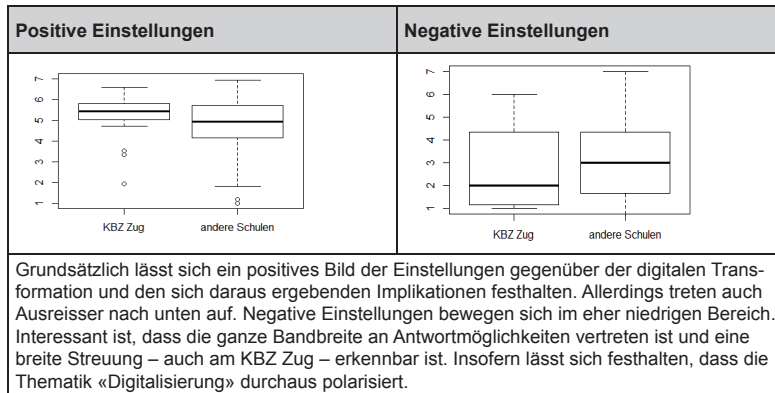 Positive Einstellungen
Negative Einstellungen
7
6
5
4
3
2
1
KBZ Zug
andere Schulen
7
6
5
4
3
2
1
KBZ Zug
andere Schulen
Grundsätzlich lässt sich ein positives Bild der Einstellungen gegenüber der digitalen Trans-
formation und den sich daraus ergebenden Implikationen festhalten. Allerdings treten auch
Ausreisser nach unten auf. Negative Einstellungen bewegen sich im eher niedrigen Bereich.
Interessant ist, dass die ganze Bandbreite an Antwortmöglichkeiten vertreten ist und eine
breite Streuung – auch am KBZ Zug – erkennbar ist. Insofern lässt sich festhalten, dass die
Thematik «Digitalisierung» durchaus polarisiert.